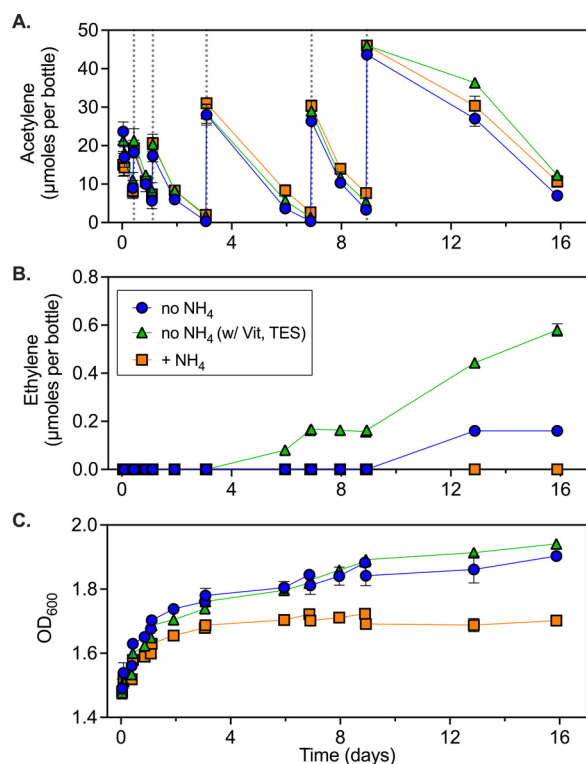 A.
Acetylene
(μmoles per bottle)
50
40
30
20
10
0
0 4 8 12 16
B.
Ethylene
(μmoles per bottle)
0.8
0.6
0.4
0.2
0.0
no NH₄
no NH₄ (w/ Vit, TES)
+ NH₄
0 4 8 12 16
C.
OD₆₀₀
2.0
1.8
1.6
1.4
0 4 8 12 16
Time (days)